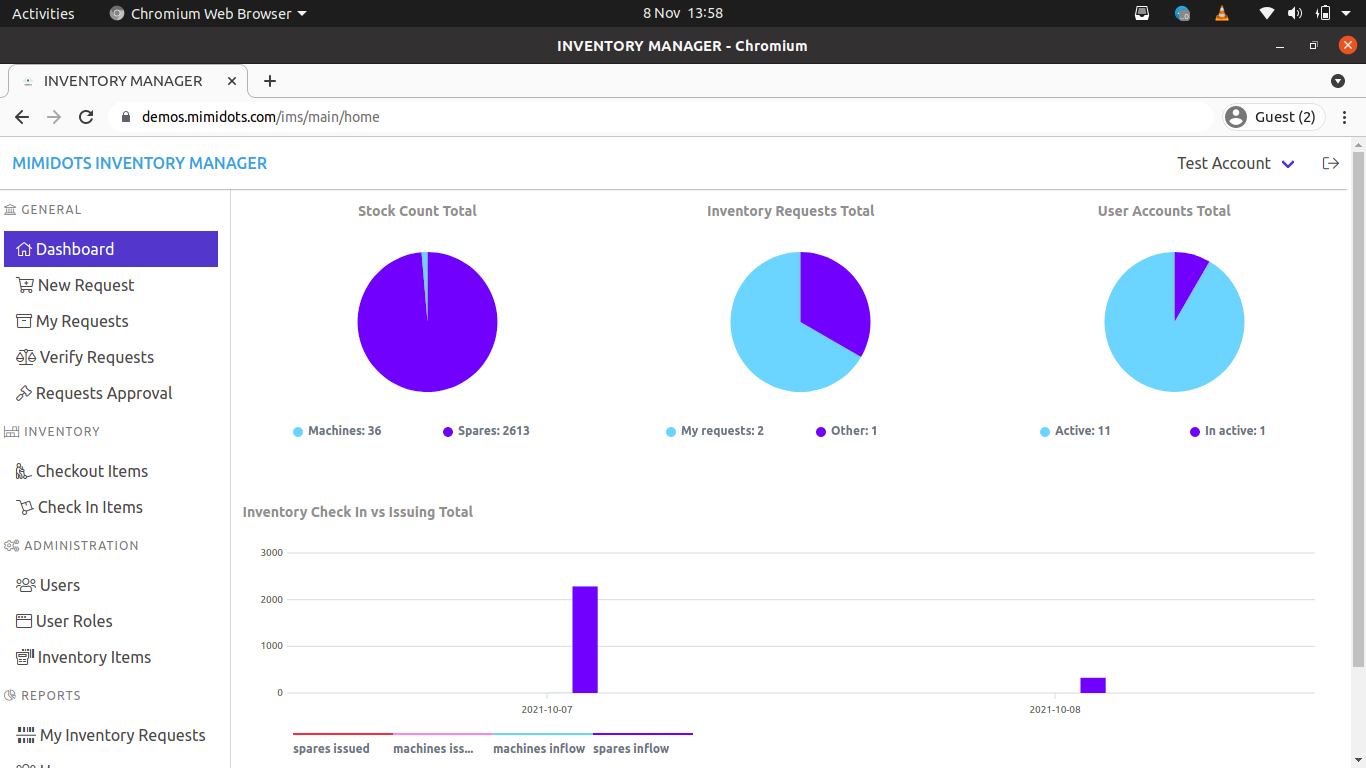 Activities Chromium Web Browser 8 Nov 13:58
INVENTORY MANAGER - Chromium
INVENTORY MANAGER
demos.mimidots.com/ims/main/home Guest (2)
MIMIDOTS INVENTORY MANAGER Test Account
GENERAL
Dashboard
New Request
My Requests
Verify Requests
Requests Approval
INVENTORY
Checkout Items
Check In Items
ADMINISTRATION
Users
User Roles
Inventory Items
REPORTS
My Inventory Requests
Stock Count Total
Machines: 36 Spares: 2613
Inventory Requests Total
My requests: 2 Other: 1
User Accounts Total
Active: 11 In active: 1
Inventory Check In vs Issuing Total
3000
2000
1000
0
2021-10-07 2021-10-08
spares issued machines iss... machines inflow spares inflow